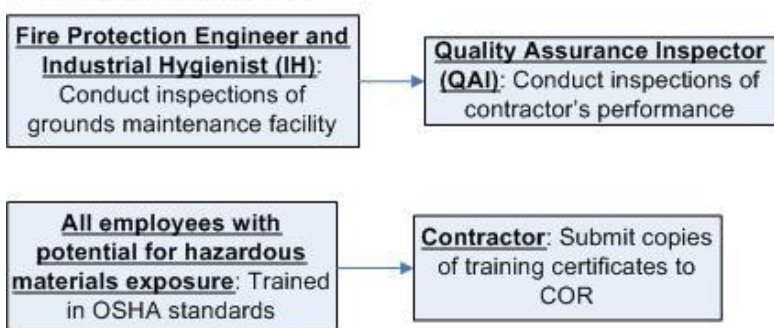 Fire Protection Engineer and
Industrial Hygienist (IH):
Conduct inspections of
grounds maintenance facility
Quality Assurance Inspector
(QAI): Conduct inspections of
contractor's performance
All employees with
potential for hazardous
materials exposure: Trained
in OSHA standards
Contractor: Submit copies
of training certificates to
COR